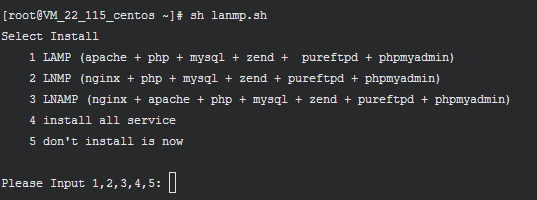 [root@VM_22_115_centos ~]# sh lanmp.sh
Select Install
1 LAMP (apache + php + mysql + zend +  pureftpd + phpmyadmin)
2 LNMP (nginx + php + mysql + zend + pureftpd + phpmyadmin)
3 LNAMP (nginx + apache + php + mysql + zend + pureftpd + phpmyadmin)
4 install all service
5 don't install is now
Please Input 1,2,3,4,5: